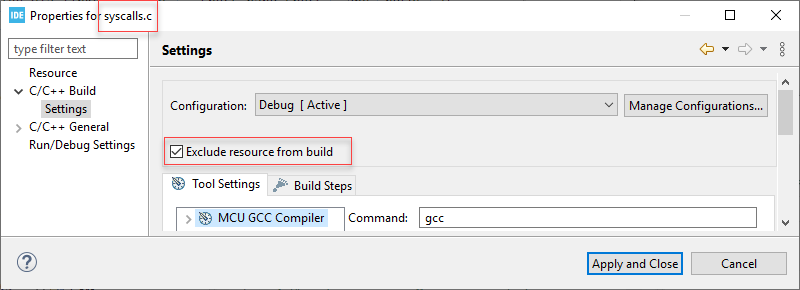 IDE Properties for syscalls.c
type filter text
Settings
Resource
C/C++ Build
Settings
C/C++ General
Run/Debug Settings
Configuration: Debug [ Active ] Manage Configurations...
Exclude resource from build
Tool Settings Build Steps
MCU GCC Compiler Command: gcc
? Apply and Close Cancel